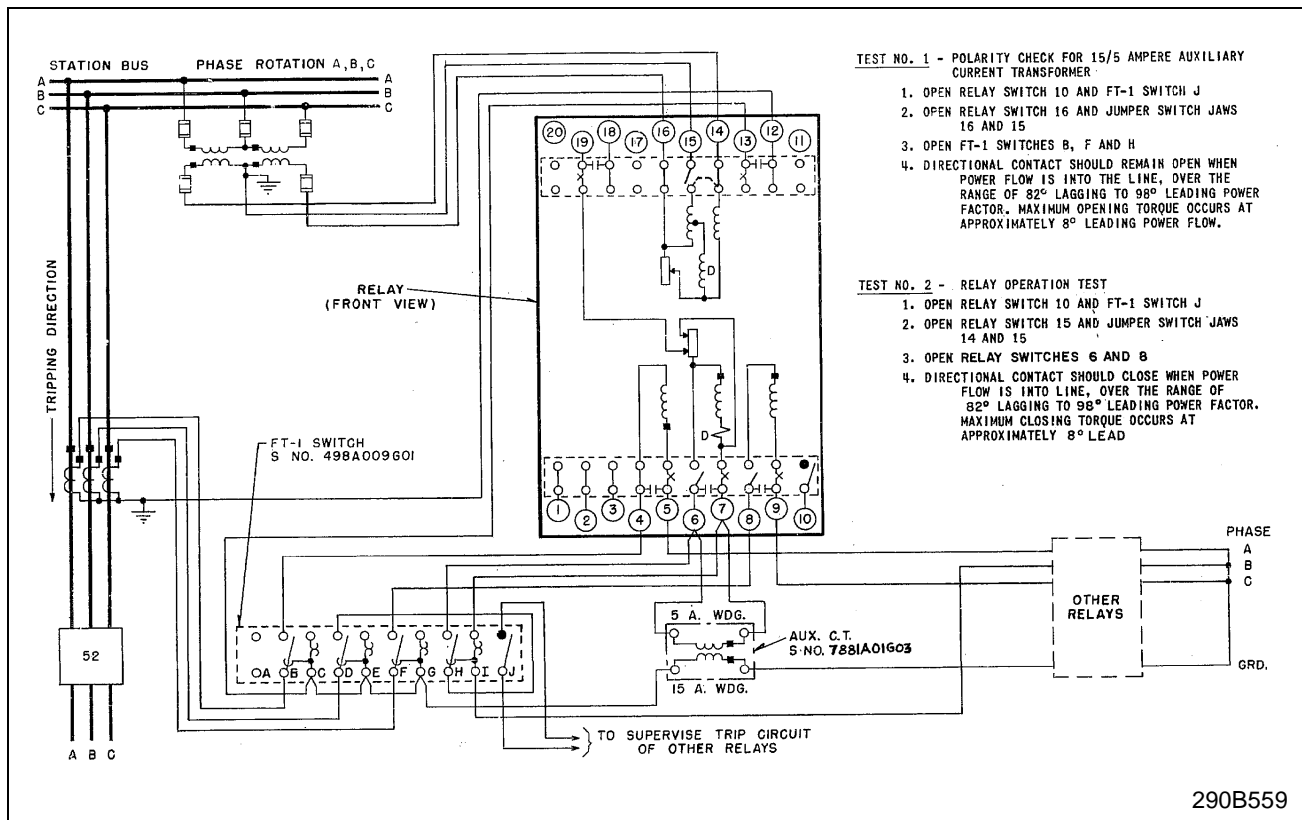 STATION BUS
PHASE ROTATION A, B, C
A
B
C
A
B
C
TRIPPING DIRECTION
RELAY
(FRONT VIEW)
20
19
18
17
16
15
14
13
12
11
D
D
1
2
3
4
5
6
7
8
9
10
TEST NO. 1 - POLARITY CHECK FOR 15/5 AMPERE AUXILIARY
CURRENT TRANSFORMER
1. OPEN RELAY SWITCH 10 AND FT-1 SWITCH J
2. OPEN RELAY SWITCH 16 AND JUMPER SWITCH JAWS
16 AND 15
3. OPEN FT-1 SWITCHES B, F AND H
4. DIRECTIONAL CONTACT SHOULD REMAIN OPEN WHEN
POWER FLOW IS INTO THE LINE, OVER THE
RANGE OF 82° LAGGING TO 98° LEADING POWER
FACTOR. MAXIMUM OPENING TORQUE OCCURS AT
APPROXIMATELY 8° LEADING POWER FLOW.
TEST NO. 2 - RELAY OPERATION TEST
1. OPEN RELAY SWITCH 10 AND FT-1 SWITCH J
2. OPEN RELAY SWITCH 15 AND JUMPER SWITCH JAWS
14 AND 15
3. OPEN RELAY SWITCHES 6 AND 8
4. DIRECTIONAL CONTACT SHOULD CLOSE WHEN POWER
FLOW IS INTO LINE, OVER THE RANGE OF
82° LAGGING TO 98° LEADING POWER FACTOR.
MAXIMUM CLOSING TORQUE OCCURS AT
APPROXIMATELY 8° LEAD
FT-1 SWITCH
S NO. 498A009G01
A
B
C
D
E
F
G
H
I
J
5 A. WDG.
15 A. WDG.
AUX. C.T.
S. NO. 7881A01G03
OTHER
RELAYS
PHASE
A
B
C
GRD.
52
A B C
TO SUPERVISE TRIP CIRCUIT
OF OTHER RELAYS
290B559